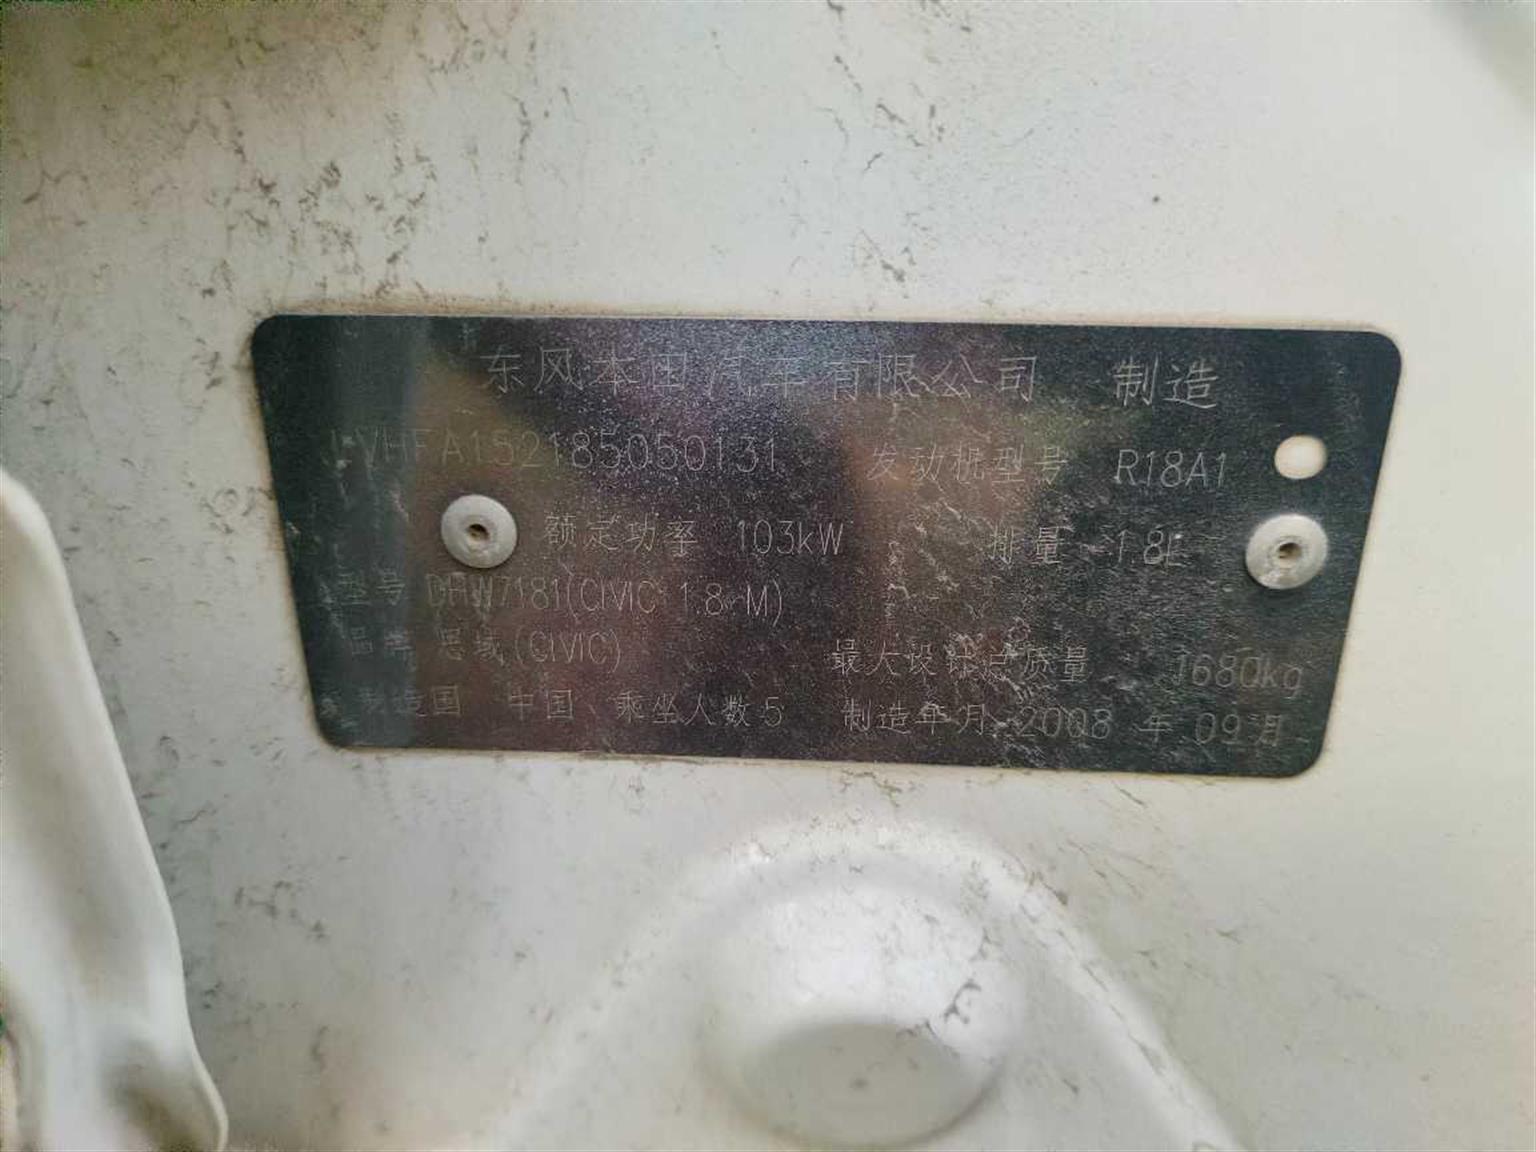 东风本田汽车有限公司 制造
LVHFA152185050131 发动机型号 R18A1
额定功率 103kW 排量 1.8L
型号 DHW7181(CIVIC 1.8 M)
品牌 思域(CIVIC) 最大设计总质量 1680kg
制造国 中国 乘坐人数 5 制造年月 2008 年 09 月